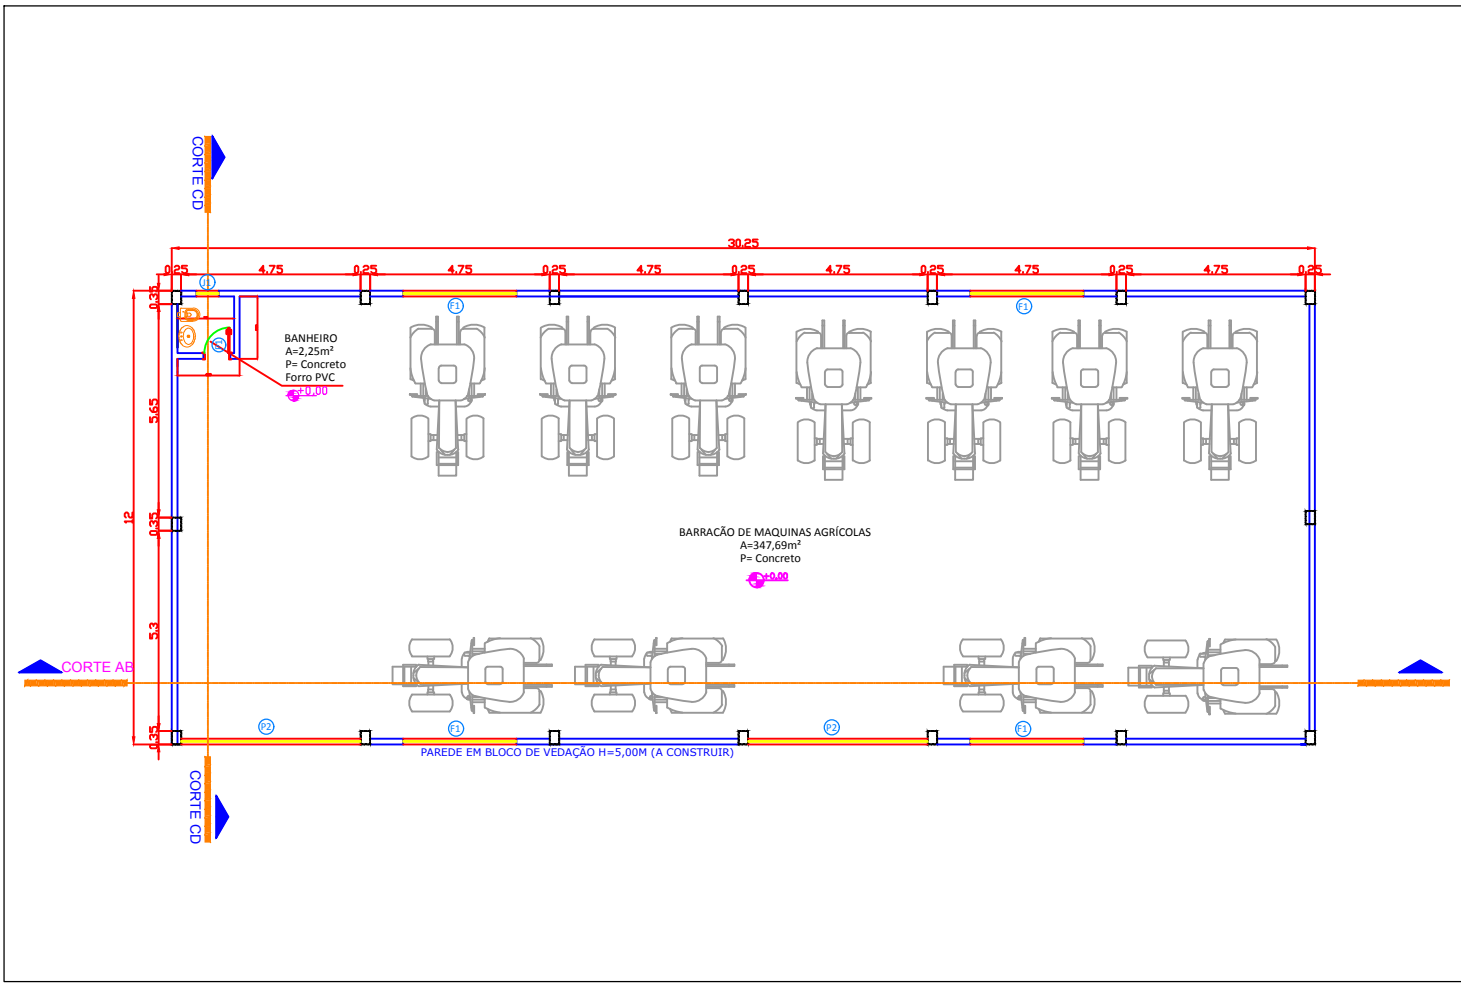 CORTE CD
30.25
0.25 4.75 0.25 4.75 0.25 4.75 0.25 4.75 0.25 4.75 0.25 4.75 0.25
J1
0.35
F1
F1
BANHEIRO
A=2,25m²
P= Concreto
Forro PVC
+0.00
5.65
12
0.35
BARRACÃO DE MAQUINAS AGRÍCOLAS
A=347,69m²
P= Concreto
+0.00
5.3
CORTE AB
P2
F1
P2
F1
0.35
PAREDE EM BLOCO DE VEDAÇÃO H=5,00M (A CONSTRUIR)
CORTE CD